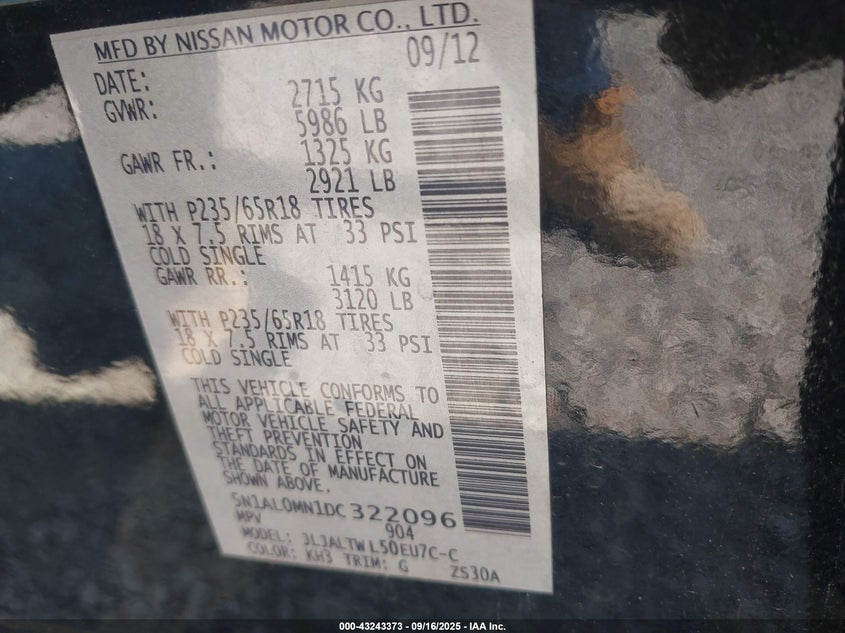 MFD BY NISSAN MOTOR CO., LTD.
DATE: 09/12
GVWR: 2715 KG
5986 LB
GAWR FR.: 1325 KG
2921 LB
WITH P235/65R18 TIRES
18 X 7.5 RIMS AT 33 PSI
COLD SINGLE
GAWR RR.: 1415 KG
3120 LB
WITH P235/65R18 TIRES
18 X 7.5 RIMS AT 33 PSI
COLD SINGLE
THIS VEHICLE CONFORMS TO
ALL APPLICABLE FEDERAL
MOTOR VEHICLE SAFETY AND
THEFT PREVENTION
STANDARDS IN EFFECT ON
THE DATE OF MANUFACTURE
SHOWN ABOVE.
5N1AL0MN1DC322096
MPV 904
MODEL: JLJALTWL50EU7C-C
COLOR: KH3 TRIM: G ZS30A
000-43243373 - 09/16/2025 - IAA Inc.